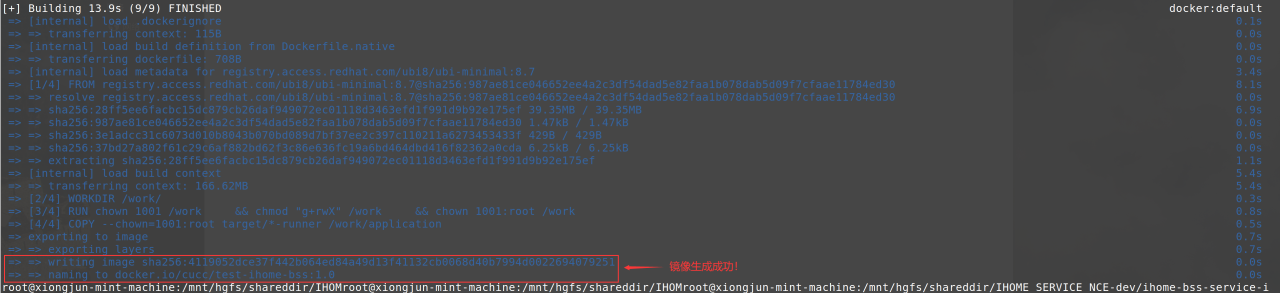 [+] Building 13.9s (9/9) FINISHED docker:default
=> [internal] load .dockerignore 0.1s
=> => transferring context: 115B 0.0s
=> [internal] load build definition from Dockerfile.native 0.0s
=> => transferring dockerfile: 708B 0.0s
=> [internal] load metadata for registry.access.redhat.com/ubi8/ubi-minimal:8.7 3.4s
=> [1/4] FROM registry.access.redhat.com/ubi8/ubi-minimal:8.7@sha256:987ae81ce046652ee4a2c3df54dad5e82faa1b078dab5d09f7cfaae11784ed30 8.1s
=> => resolve registry.access.redhat.com/ubi8/ubi-minimal:8.7@sha256:987ae81ce046652ee4a2c3df54dad5e82faa1b078dab5d09f7cfaae11784ed30 0.0s
=> => sha256:28ff5ee6facbc15dc879cb26daf949072ec01118d3463efd1f991d9b92e175ef 39.35MB / 39.35MB 6.9s
=> => sha256:987ae81ce046652ee4a2c3df54dad5e82faa1b078dab5d09f7cfaae11784ed30 1.47kB / 1.47kB 0.0s
=> => sha256:3e1adcc31c6073d010b8043b070bd089d7bf37ee2c397c110211a6273453433f 429B / 429B 0.0s
=> => sha256:37bd27a802f61c29c6af882bd62f3c86e636fc19a6bd464dbd416f82362a0cda 6.25kB / 6.25kB 0.0s
=> => extracting sha256:28ff5ee6facbc15dc879cb26daf949072ec01118d3463efd1f991d9b92e175ef 1.1s
=> [internal] load build context 5.4s
=> => transferring context: 166.62MB 5.4s
=> [2/4] WORKDIR /work/ 0.3s
=> [3/4] RUN chown 1001 /work && chmod "g+rwX" /work && chown 1001:root /work 0.8s
=> [4/4] COPY --chown=1001:root target/*-runner /work/application 0.5s
=> exporting to image 0.7s
=> => exporting layers 0.7s
=> => writing image sha256:4119052dce37f442b064ed84a49d13f41132cb0068d40b7994d0022694079251 0.0s
镜像生成成功!
=> => naming to docker.io/cucc/test-ihome-bss:1.0 0.0s
root@xiongjun-mint-machine:/mnt/hgfs/shareddir/IHOMroot@xiongjun-mint-machine:/mnt/hgfs/shareddir/IHOMroot@xiongjun-mint-machine:/mnt/hgfs/shareddir/IHOME_SERVICE_NCE-dev/ihome-bss-service-i